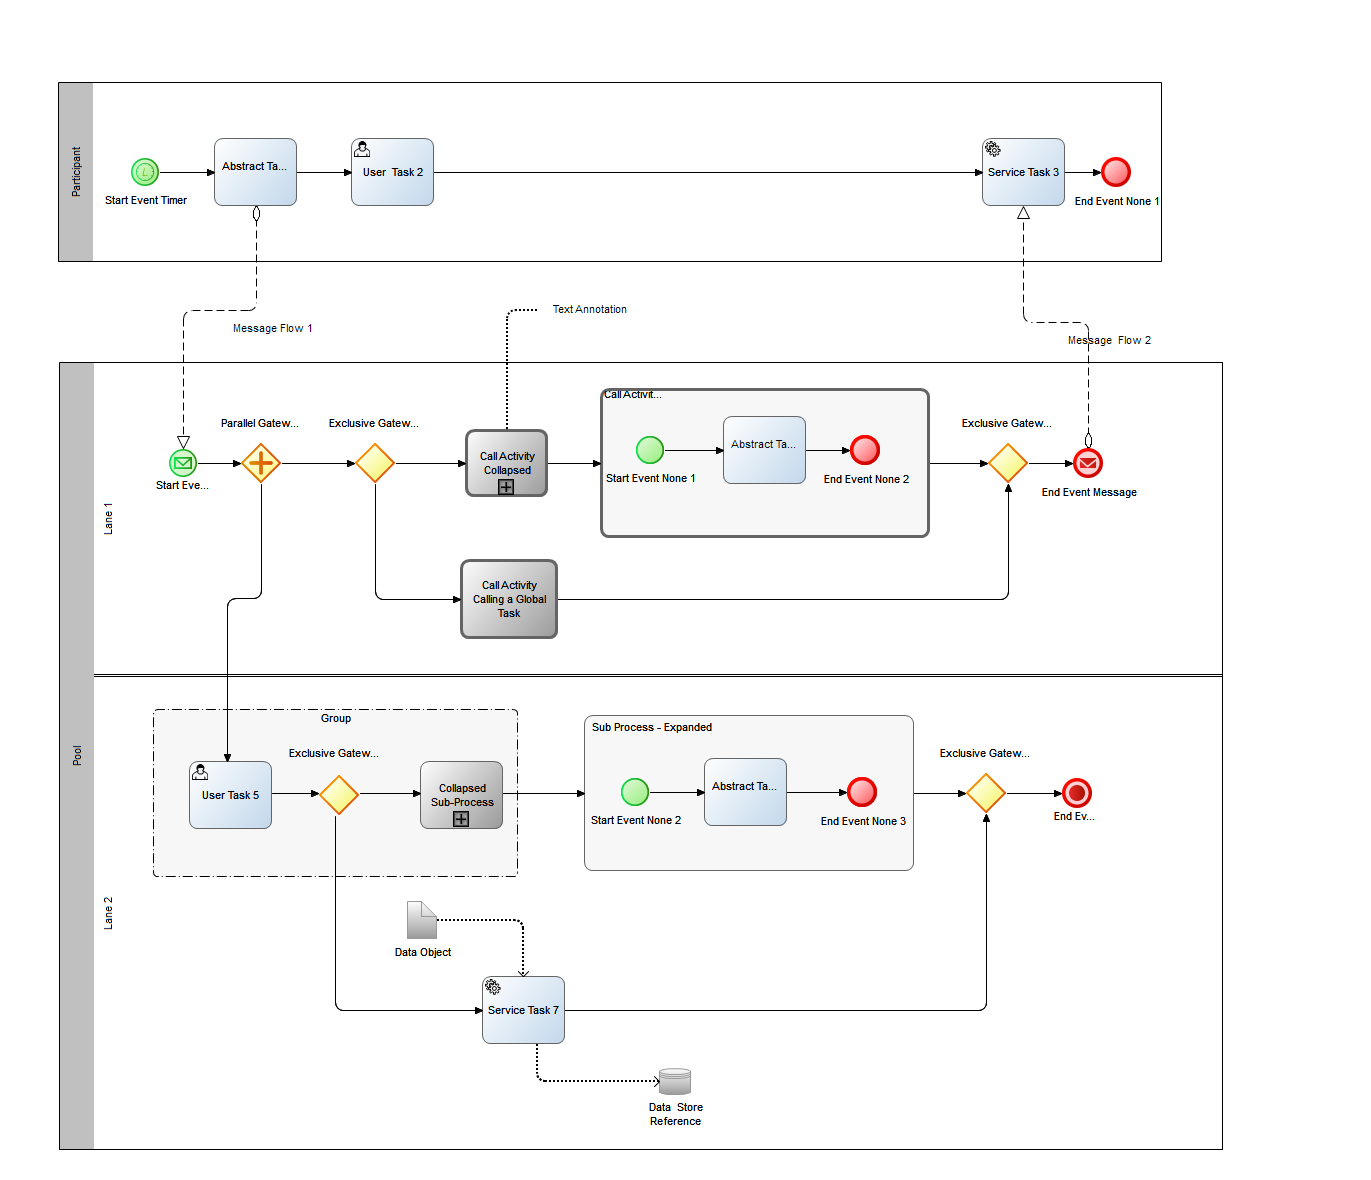 Participant
Start Event Timer
Abstract Ta...
User Task 2
Service Task 3
End Event None 1
Message Flow 1
Text Annotation
Message Flow 2
Pool
Lane 1
Start Eve...
Parallel Gatew...
Exclusive Gatew...
Call Activity
Collapsed
Call Activit...
Start Event None 1
Abstract Ta...
End Event None 2
Exclusive Gatew...
End Event Message
Call Activity
Calling a Global
Task
Lane 2
Group
User Task 5
Exclusive Gatew...
Collapsed
Sub-Process
Sub Process - Expanded
Start Event None 2
Abstract Ta...
End Event None 3
Exclusive Gatew...
End Ev...
Data Object
Service Task 7
Data Store
Reference